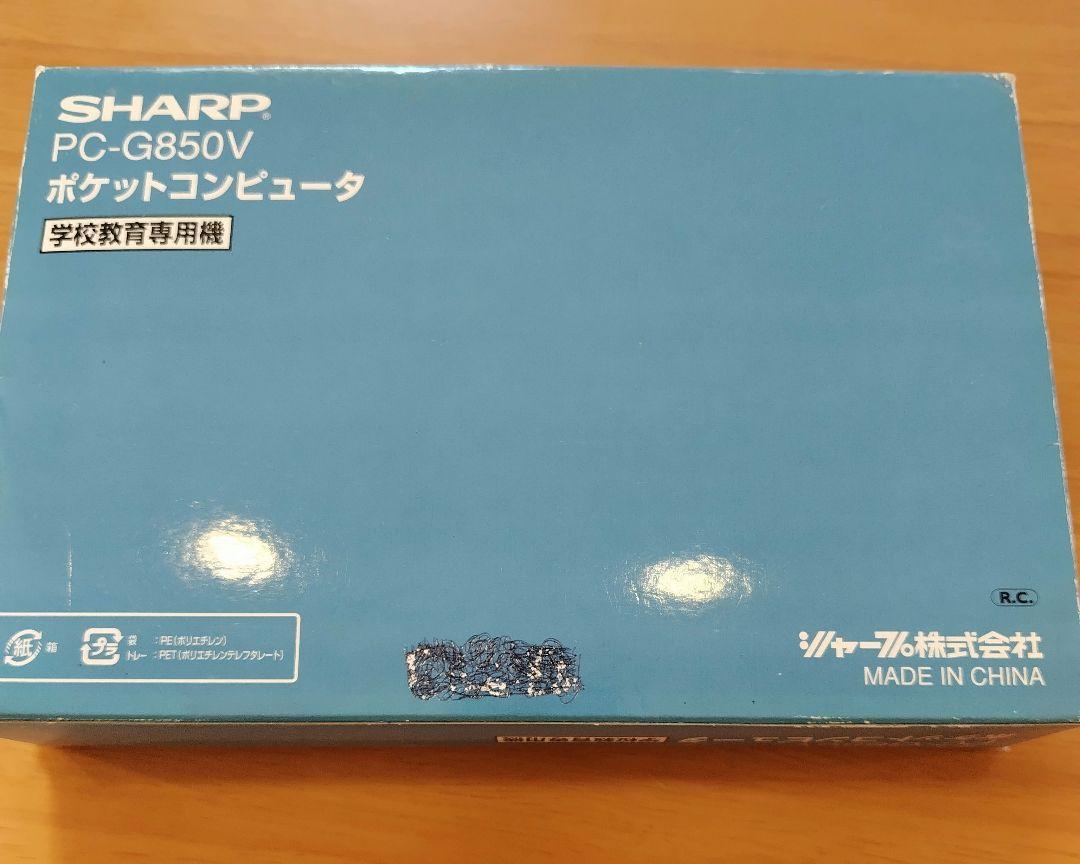 SHARP®
PC-G850V
ポケットコンピュータ
学校教育専用機
R.C.
紙 箱
プラ 袋 :PE(ポリエチレン)
トレー :PET(ポリエチレンテレフタレート)
シャープ株式会社
MADE IN CHINA